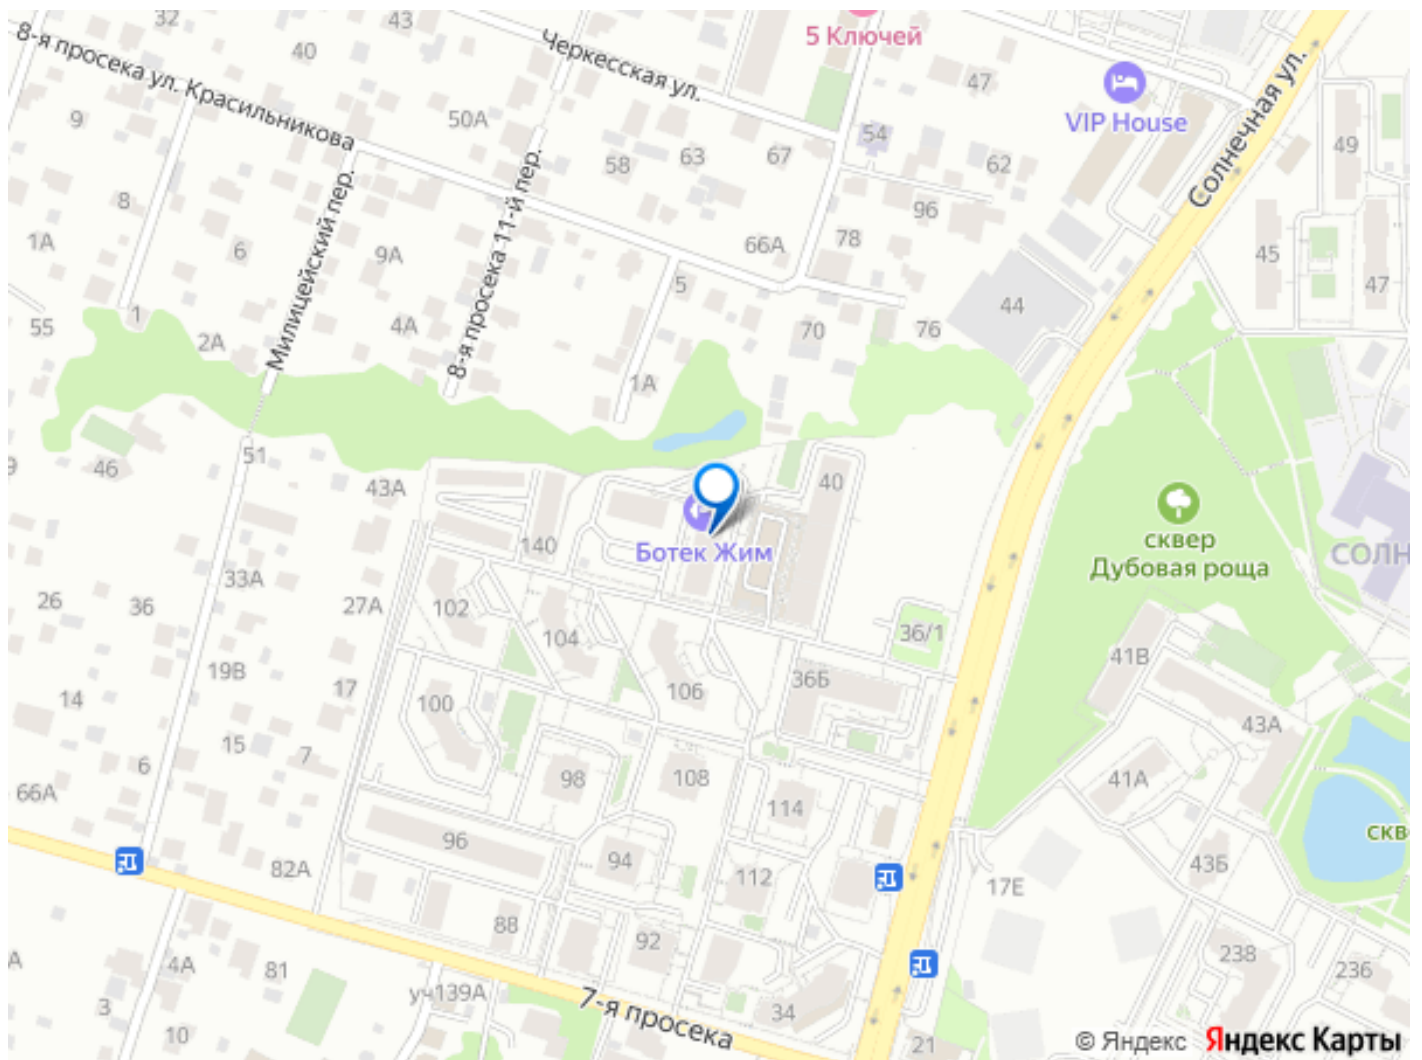 32
43
5 Ключей
8-я просека ул. Красильникова
40
Черкесская ул.
47
VIP House
Солнечная ул.
9
50А
54
49
58
63
67
62
8
Милицейский пер.
8-я просека 11-й пер.
96
1А
6
9А
66А
78
45
5
47
1
55
4А
44
2А
70
76
1А
51
46
9
43А
40
сквер
Дубовая роща
140
Ботек Жим
СОЛН
33А
26
36
27А
102
104
36/1
41В
19В
14
17
100
106
36Б
43А
15
7
6
98
108
41А
66А
114
СКВ
96
94
82А
112
43Б
17Е
88
92
А
4А
81
238
236
3
уч139А
7-я просека
34
10
21
© Яндекс Яндекс Карты